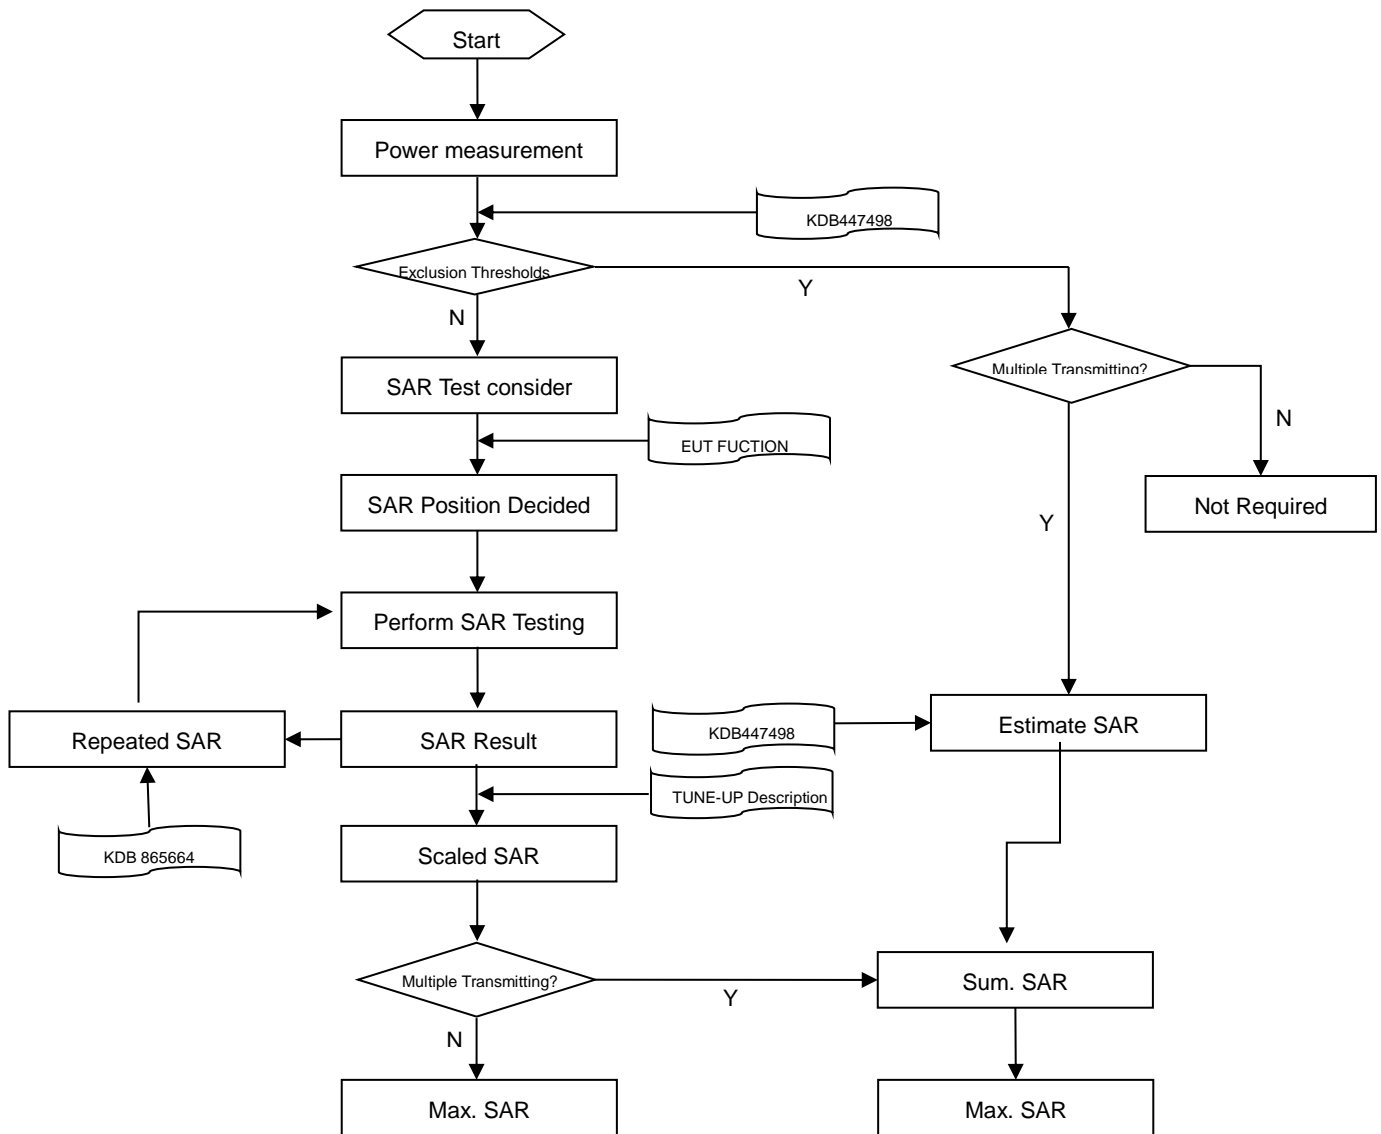 Start
Power measurement
KDB447498
Exclusion Thresholds
Y
N
Multiple Transmitting?
SAR Test consider
N
EUT FUCTION
SAR Position Decided
Not Required
Y
Perform SAR Testing
Repeated SAR
SAR Result
KDB447498
Estimate SAR
TUNE-UP Description
KDB 865664
Scaled SAR
Multiple Transmitting?
Y
Sum. SAR
N
Max. SAR
Max. SAR